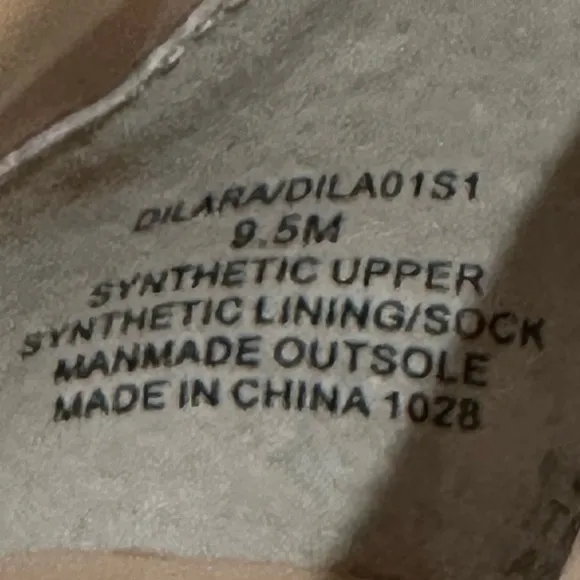 DILARA/DILA01S1
9.5M
SYNTHETIC UPPER
SYNTHETIC LINING/SOCK
MANMADE OUTSOLE
MADE IN CHINA 1028